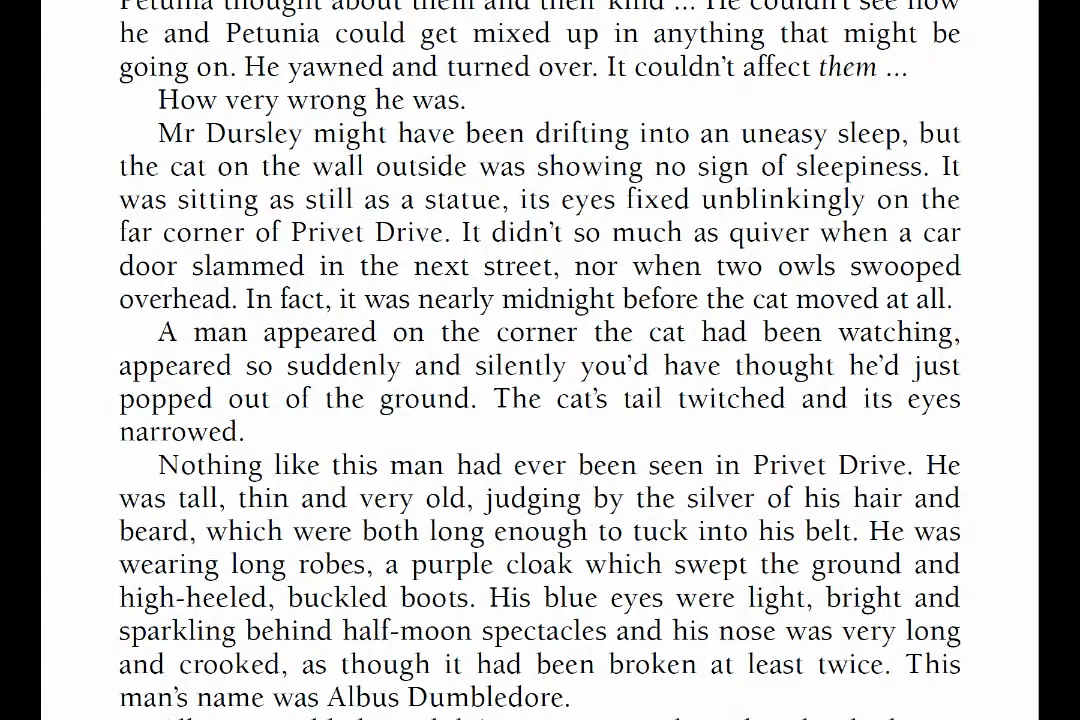 Petunia thought about them and their kind ... He couldn't see how
he and Petunia could get mixed up in anything that might be
going on. He yawned and turned over. It couldn't affect them ...
How very wrong he was.
Mr Dursley might have been drifting into an uneasy sleep, but
the cat on the wall outside was showing no sign of sleepiness. It
was sitting as still as a statue, its eyes fixed unblinkingly on the
far corner of Privet Drive. It didn't so much as quiver when a car
door slammed in the next street, nor when two owls swooped
overhead. In fact, it was nearly midnight before the cat moved at all.
A man appeared on the corner the cat had been watching,
appeared so suddenly and silently you'd have thought he'd just
popped out of the ground. The cat's tail twitched and its eyes
narrowed.
Nothing like this man had ever been seen in Privet Drive. He
was tall, thin and very old, judging by the silver of his hair and
beard, which were both long enough to tuck into his belt. He was
wearing long robes, a purple cloak which swept the ground and
high-heeled, buckled boots. His blue eyes were light, bright and
sparkling behind half-moon spectacles and his nose was very long
and crooked, as though it had been broken at least twice. This
man's name was Albus Dumbledore.